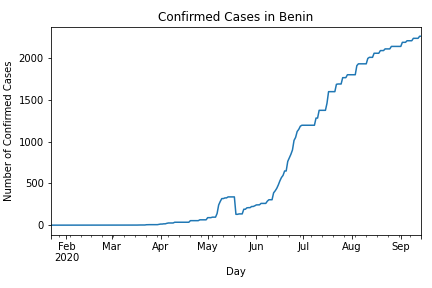 Confirmed Cases in Benin
Number of Confirmed Cases
2000
1500
1000
500
0
Feb Mar Apr May Jun Jul Aug Sep
2020
Day